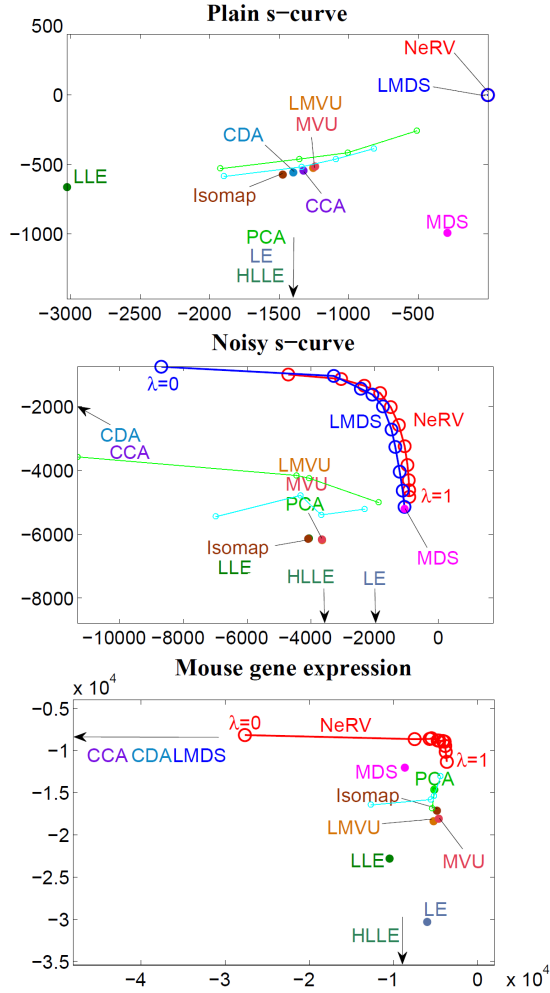 Plain s−curve
500
0
−500
−1000
−3000
−2500
−2000
−1500
−1000
−500
NeRV
LMDS
LMVU
MVU
CDA
LLE
Isomap
CCA
PCA
LE
HLLE
MDS
Noisy s−curve
−2000
−4000
−6000
−8000
−10000
−8000
−6000
−4000
−2000
0
λ=0
LMDS
NeRV
CDA
CCA
LMVU
MVU
PCA
λ=1
Isomap
LLE
HLLE
LE
MDS
Mouse gene expression
x 10⁴
−0.5
−1
−1.5
−2
−2.5
−3
−3.5
−4
−3
−2
−1
0
x 10⁴
λ=0
NeRV
CCA CDA LMDS
λ=1
MDS
PCA
Isomap
LMVU
MVU
LLE
LE
HLLE